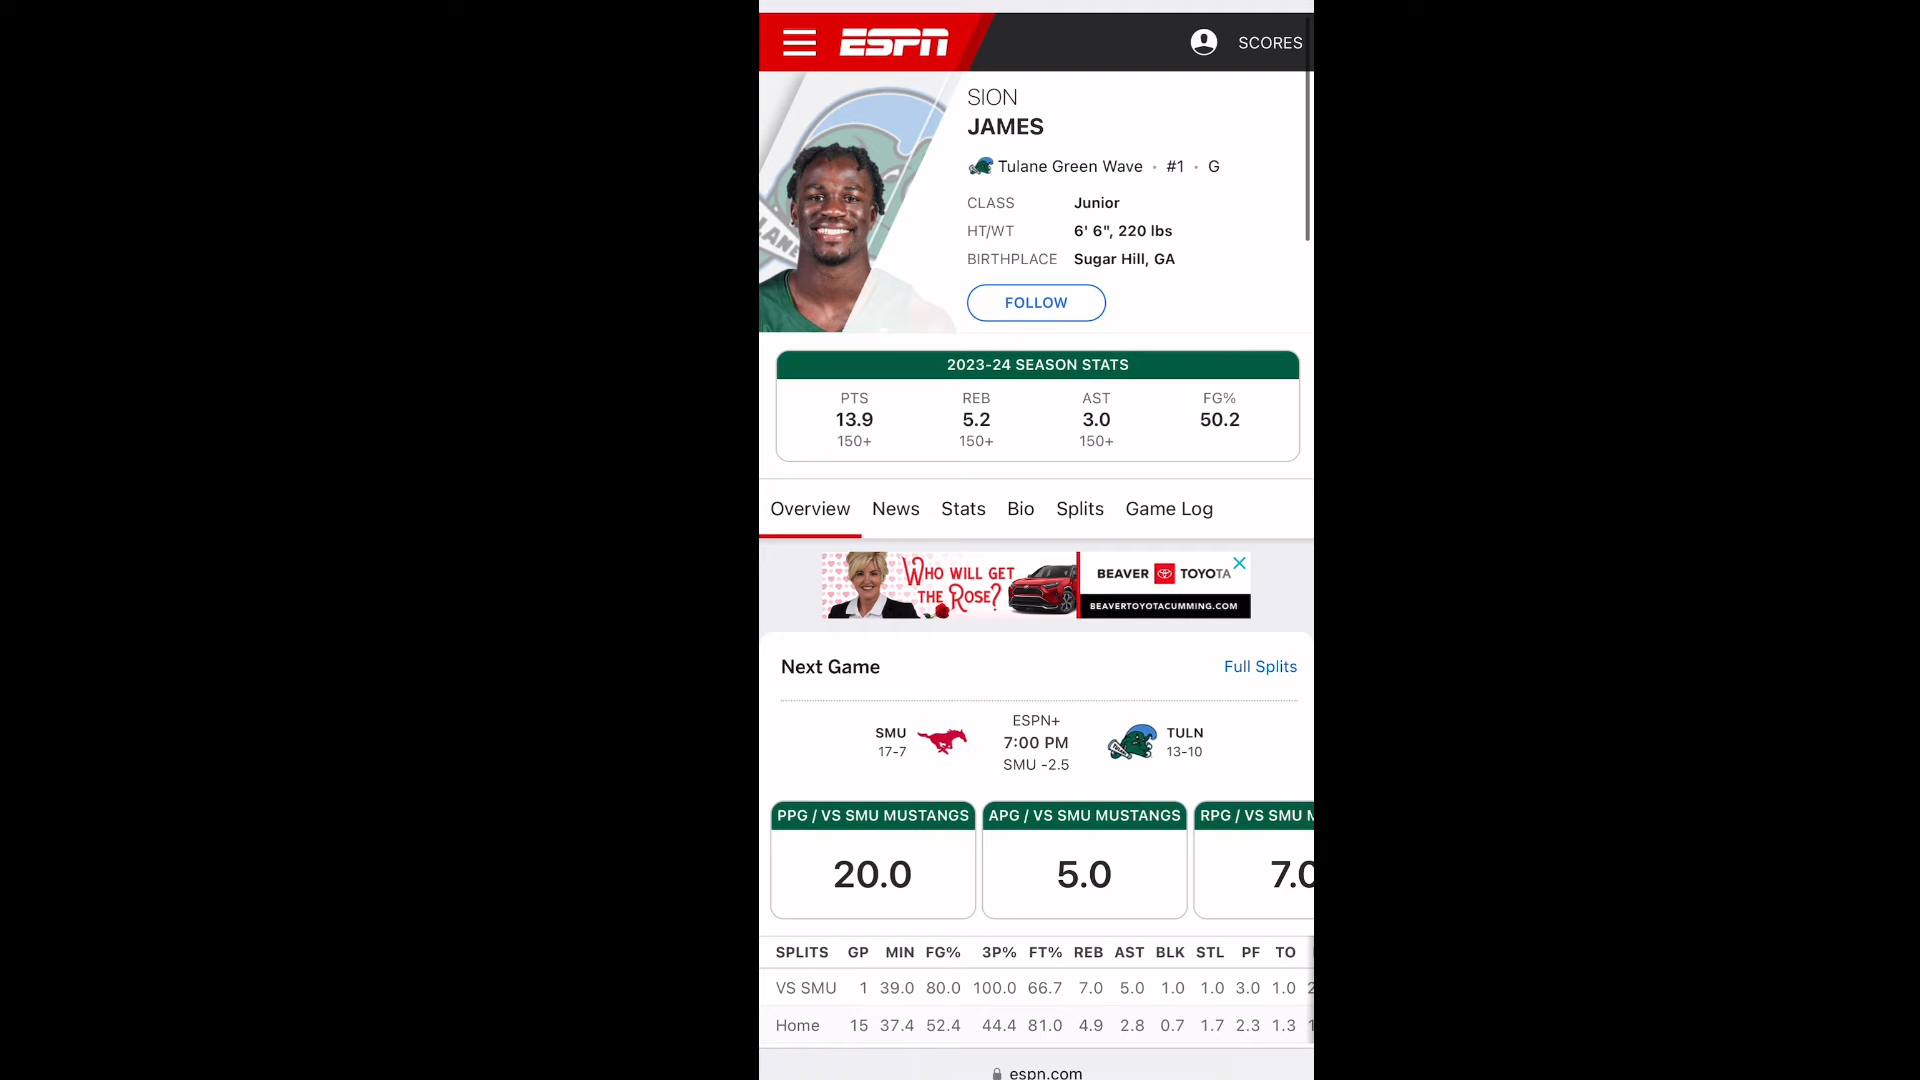 ESPN
SCORES
SION
JAMES
Tulane Green Wave • #1 • G
CLASS Junior
HT/WT 6' 6", 220 lbs
BIRTHPLACE Sugar Hill, GA
FOLLOW
2023-24 SEASON STATS
PTS REB AST FG%
13.9 5.2 3.0 50.2
150+ 150+ 150+
Overview News Stats Bio Splits Game Log
WHO WILL GET
THE ROSE?
BEAVER TOYOTA
BEAVERTOYOTACUMMING.COM
Next Game Full Splits
ESPN+
SMU 7:00 PM TULN
17-7 SMU -2.5 13-10
PPG / VS SMU MUSTANGS APG / VS SMU MUSTANGS RPG / VS SMU
20.0 5.0 7.0
SPLITS GP MIN FG% 3P% FT% REB AST BLK STL PF TO
VS SMU 1 39.0 80.0 100.0 66.7 7.0 5.0 1.0 1.0 3.0 1.0
Home 15 37.4 52.4 44.4 81.0 4.9 2.8 0.7 1.7 2.3 1.3
espn.com